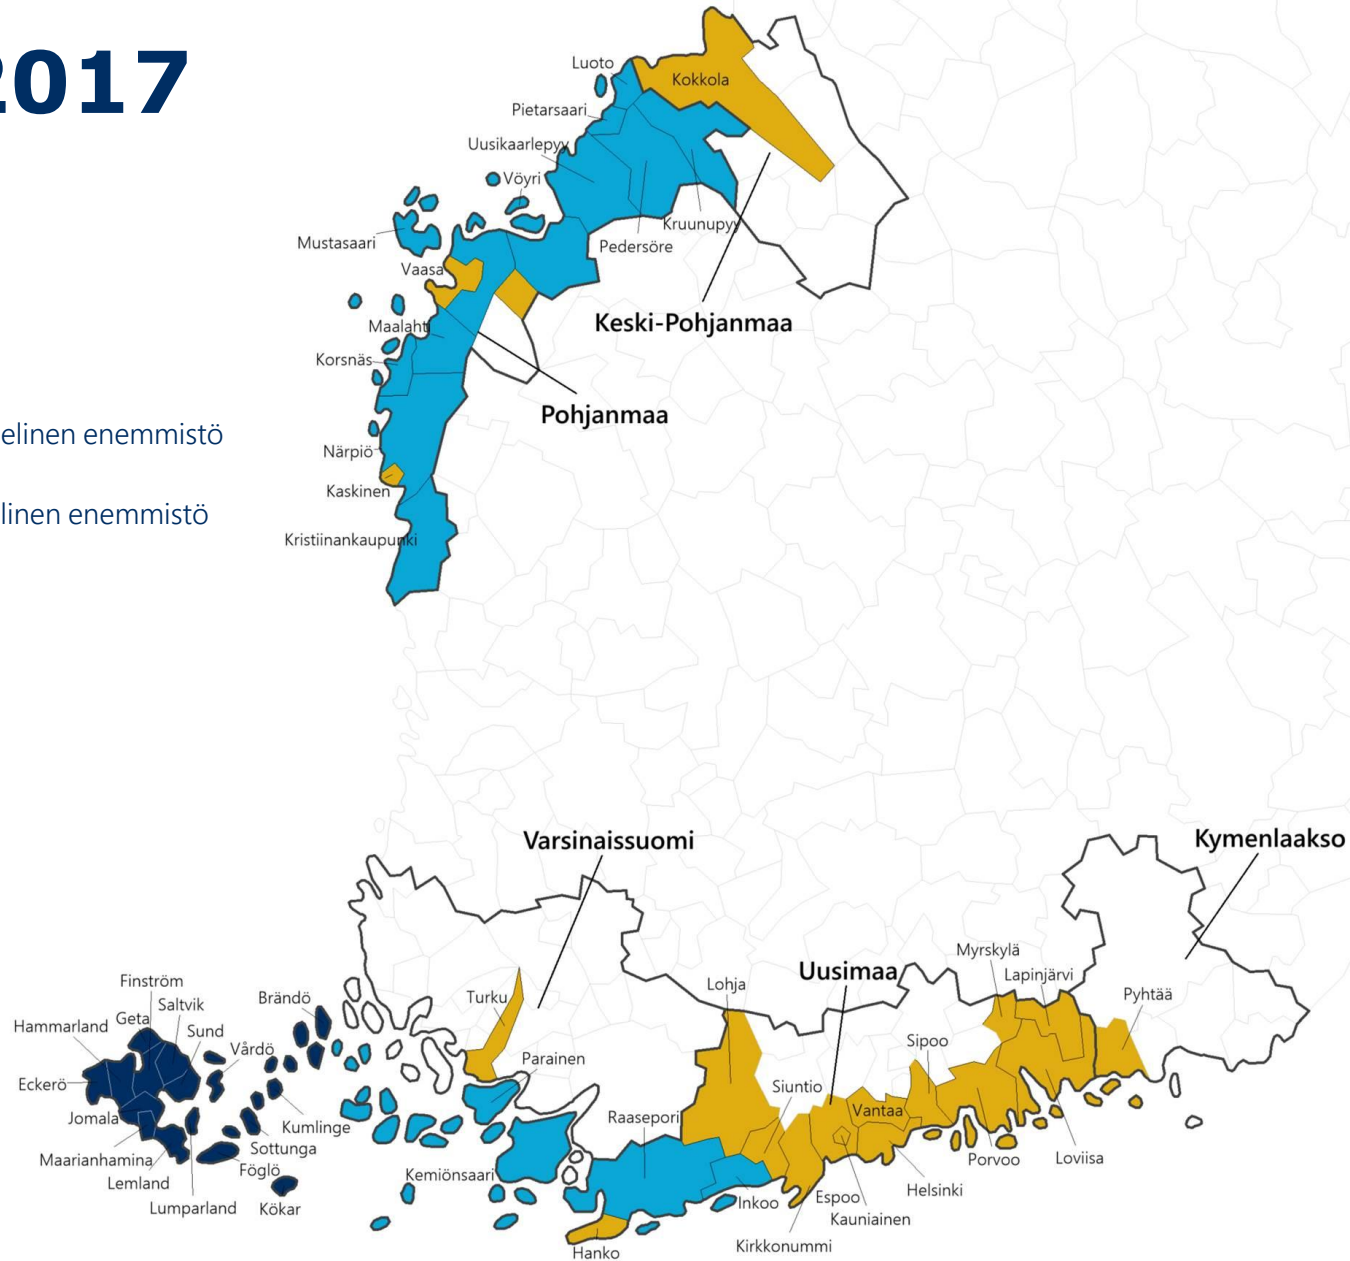 2017
elinen enemmistö
linen enemmistö
Luoto
Kokkola
Pietarsaari
Uusikaarlepyy
Vöyri
Mustasaari
Kruunupyy
Pedersöre
Vaasa
Maalahti
Keski-Pohjanmaa
Korsnäs
Pohjanmaa
Närpiö
Kaskinen
Kristiinankaupunki
Varsinaissuomi
Kymenlaakso
Uusimaa
Myrskylä
Lapinjärvi
Lohja
Pyhtää
Finström
Saltvik
Brändö
Turku
Geta
Hammarland
Sund
Sipoo
Vårdö
Parainen
Eckerö
Siuntio
Vantaa
Jomala
Raasepori
Kumlinge
Sottunga
Maarianhamina
Föglö
Lemland
Kemiönsaari
Lumparland
Kökar
Inkoo
Espoo
Helsinki
Porvoo
Loviisa
Kauniainen
Kirkkonummi
Hanko